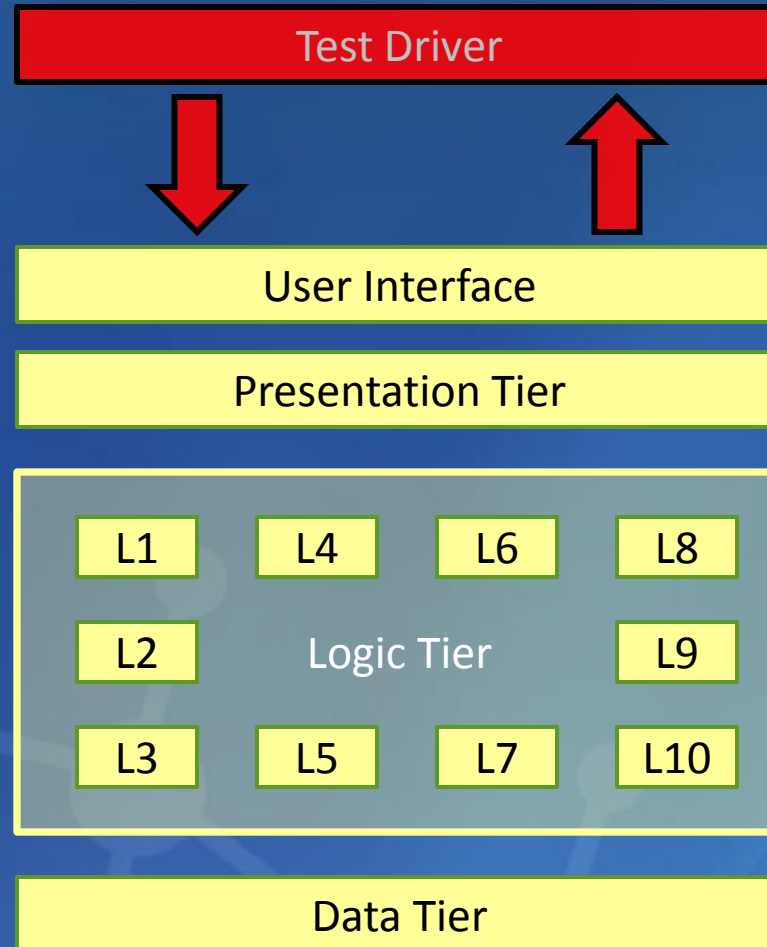 Test Driver
User Interface
Presentation Tier
L1 L4 L6 L8
L2 Logic Tier L9
L3 L5 L7 L10
Data Tier